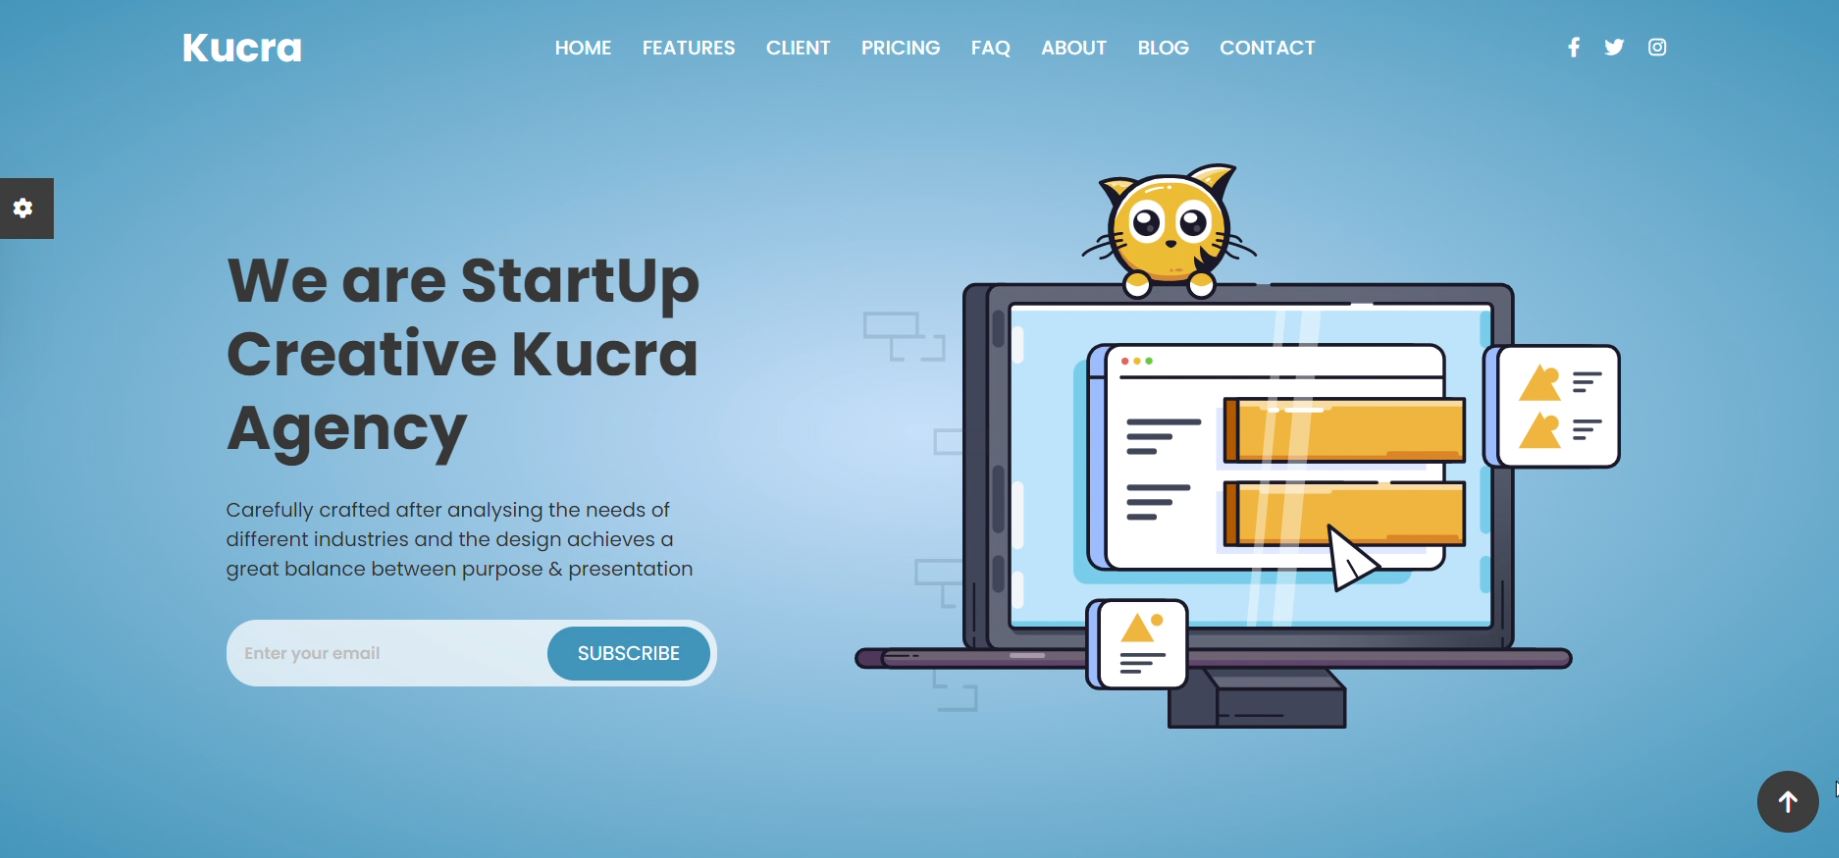 Kucra
HOME FEATURES CLIENT PRICING FAQ ABOUT BLOG CONTACT
We are StartUp
Creative Kucra
Agency
Carefully crafted after analysing the needs of
different industries and the design achieves a
great balance between purpose & presentation
Enter your email
SUBSCRIBE